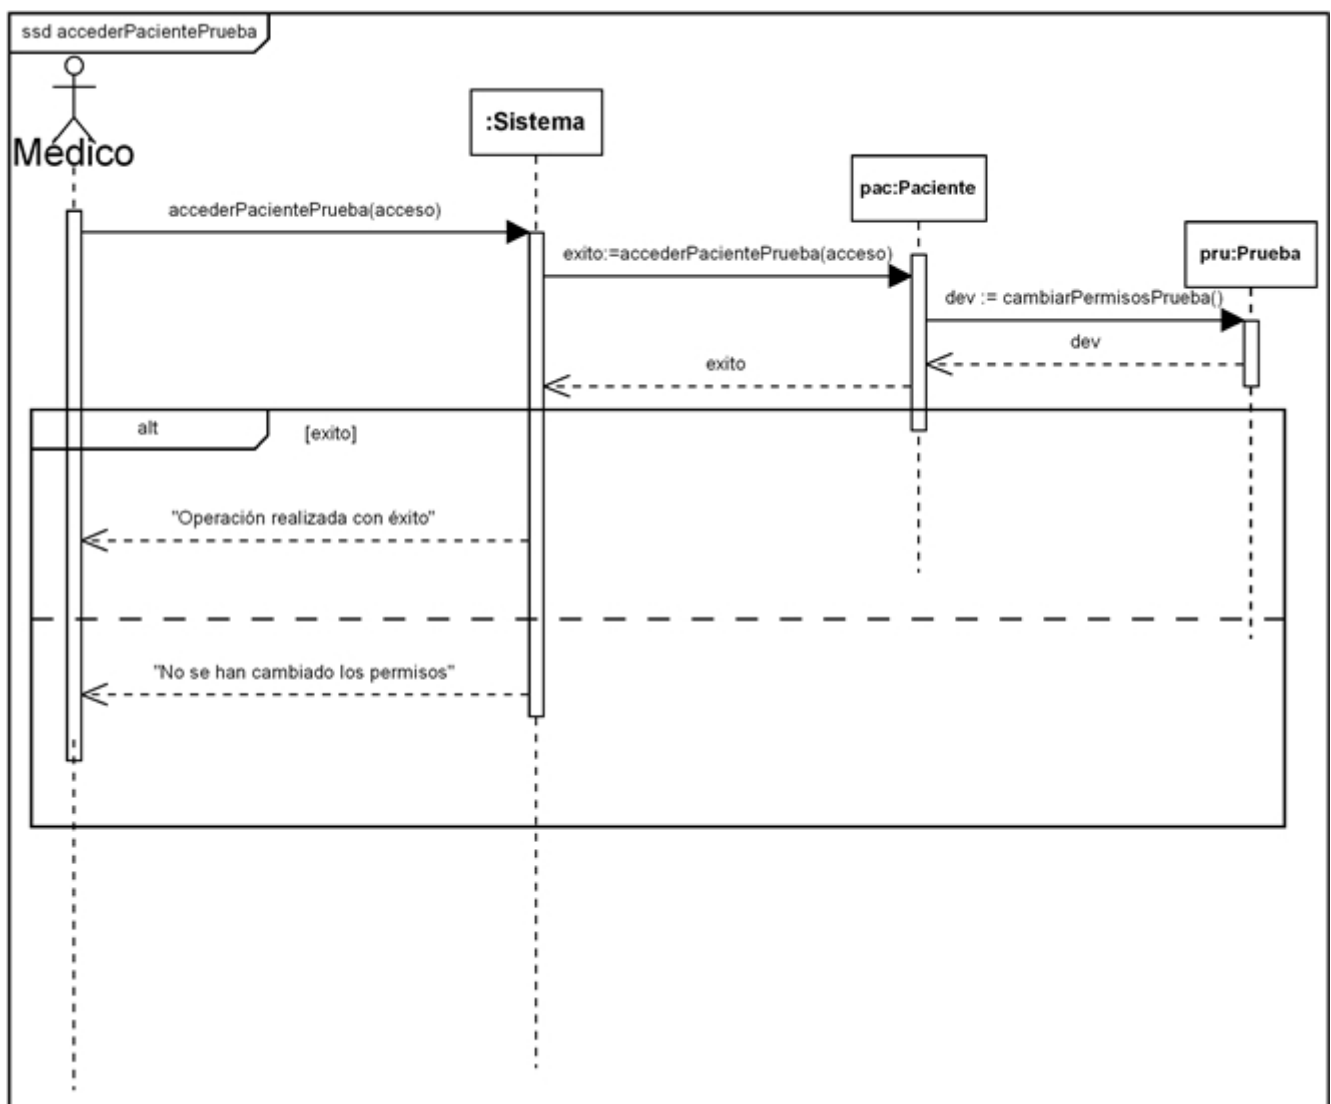 ssd accederPacientePrueba
Médico
:Sistema
pac:Paciente
pru:Prueba
accederPacientePrueba(acceso)
exito:=accederPacientePrueba(acceso)
dev := cambiarPermisosPrueba()
dev
exito
alt
[exito]
"Operación realizada con éxito"
"No se han cambiado los permisos"